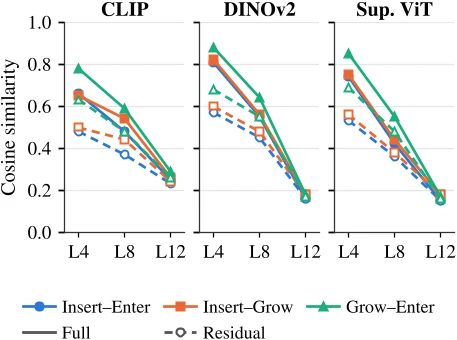 CLIP DINOv2 Sup. ViT
Cosine similarity
1.0
0.8
0.6
0.4
0.2
0.0
L4 L8 L12 L4 L8 L12 L4 L8 L12
Insert–Enter Insert–Grow Grow–Enter
Full Residual